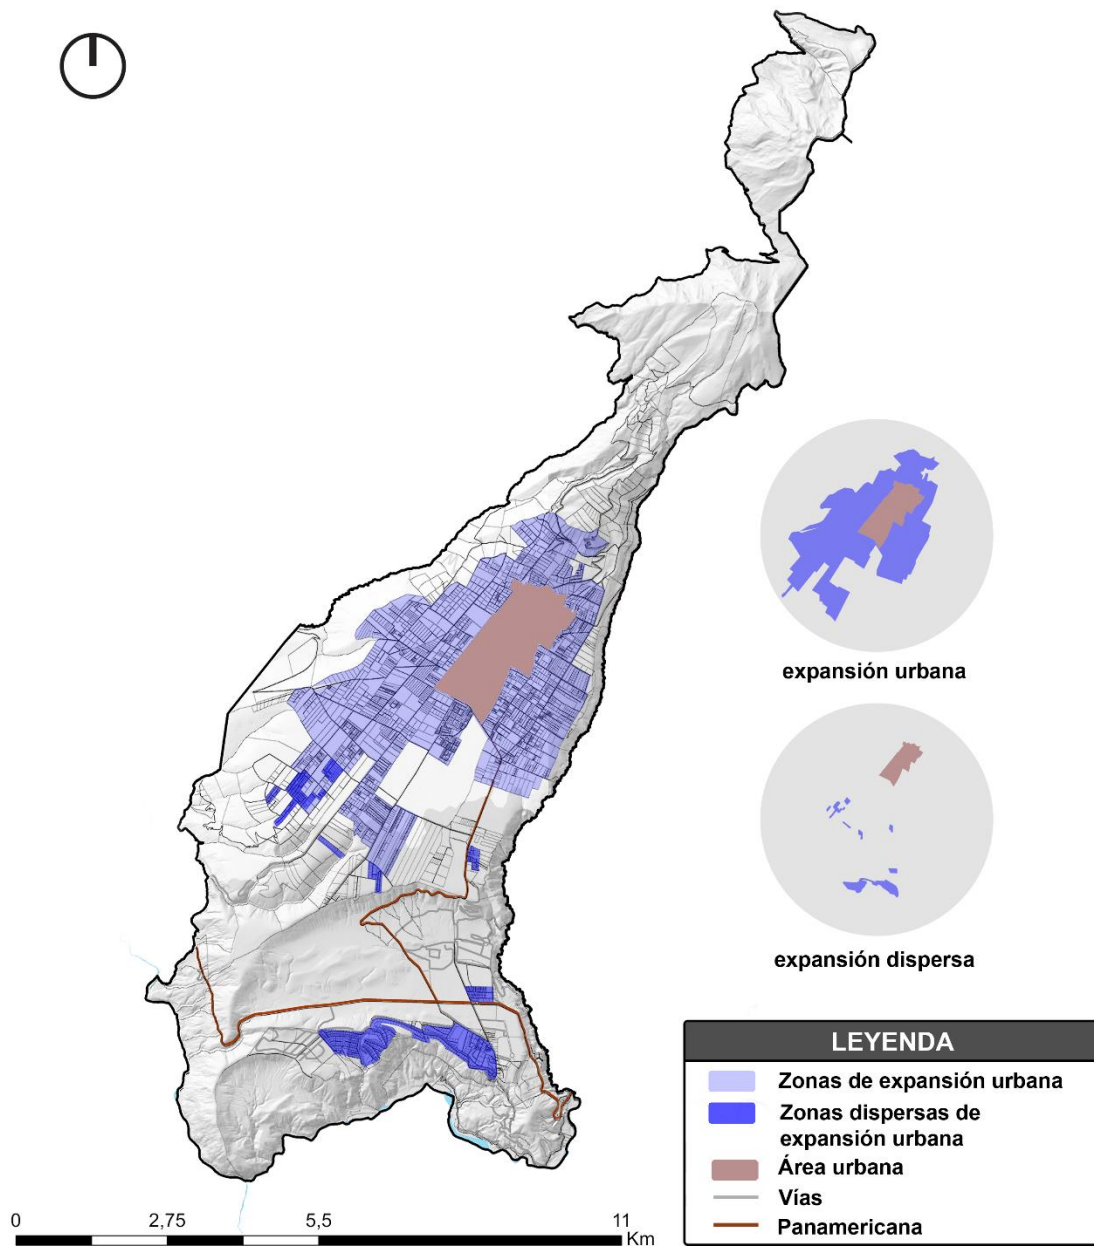 expansión urbana
expansión dispersa
LEYENDA
Zonas de expansión urbana
Zonas dispersas de
expansión urbana
Área urbana
Vías
Panamericana
0 2,75 5,5 11
Km